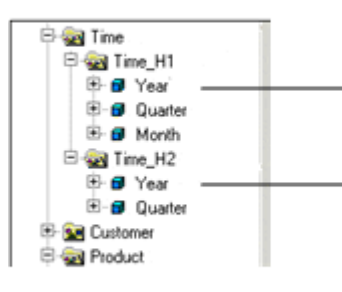 Time
Time_H1
Year
Quarter
Month
Time_H2
Year
Quarter
Customer
Product